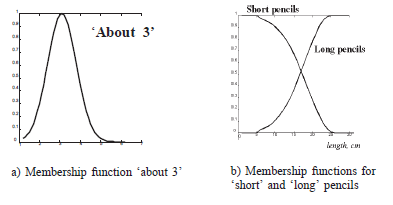 'About 3'
Short pencils
Long pencils
length, cm
a) Membership function 'about 3'
b) Membership functions for
'short' and 'long' pencils